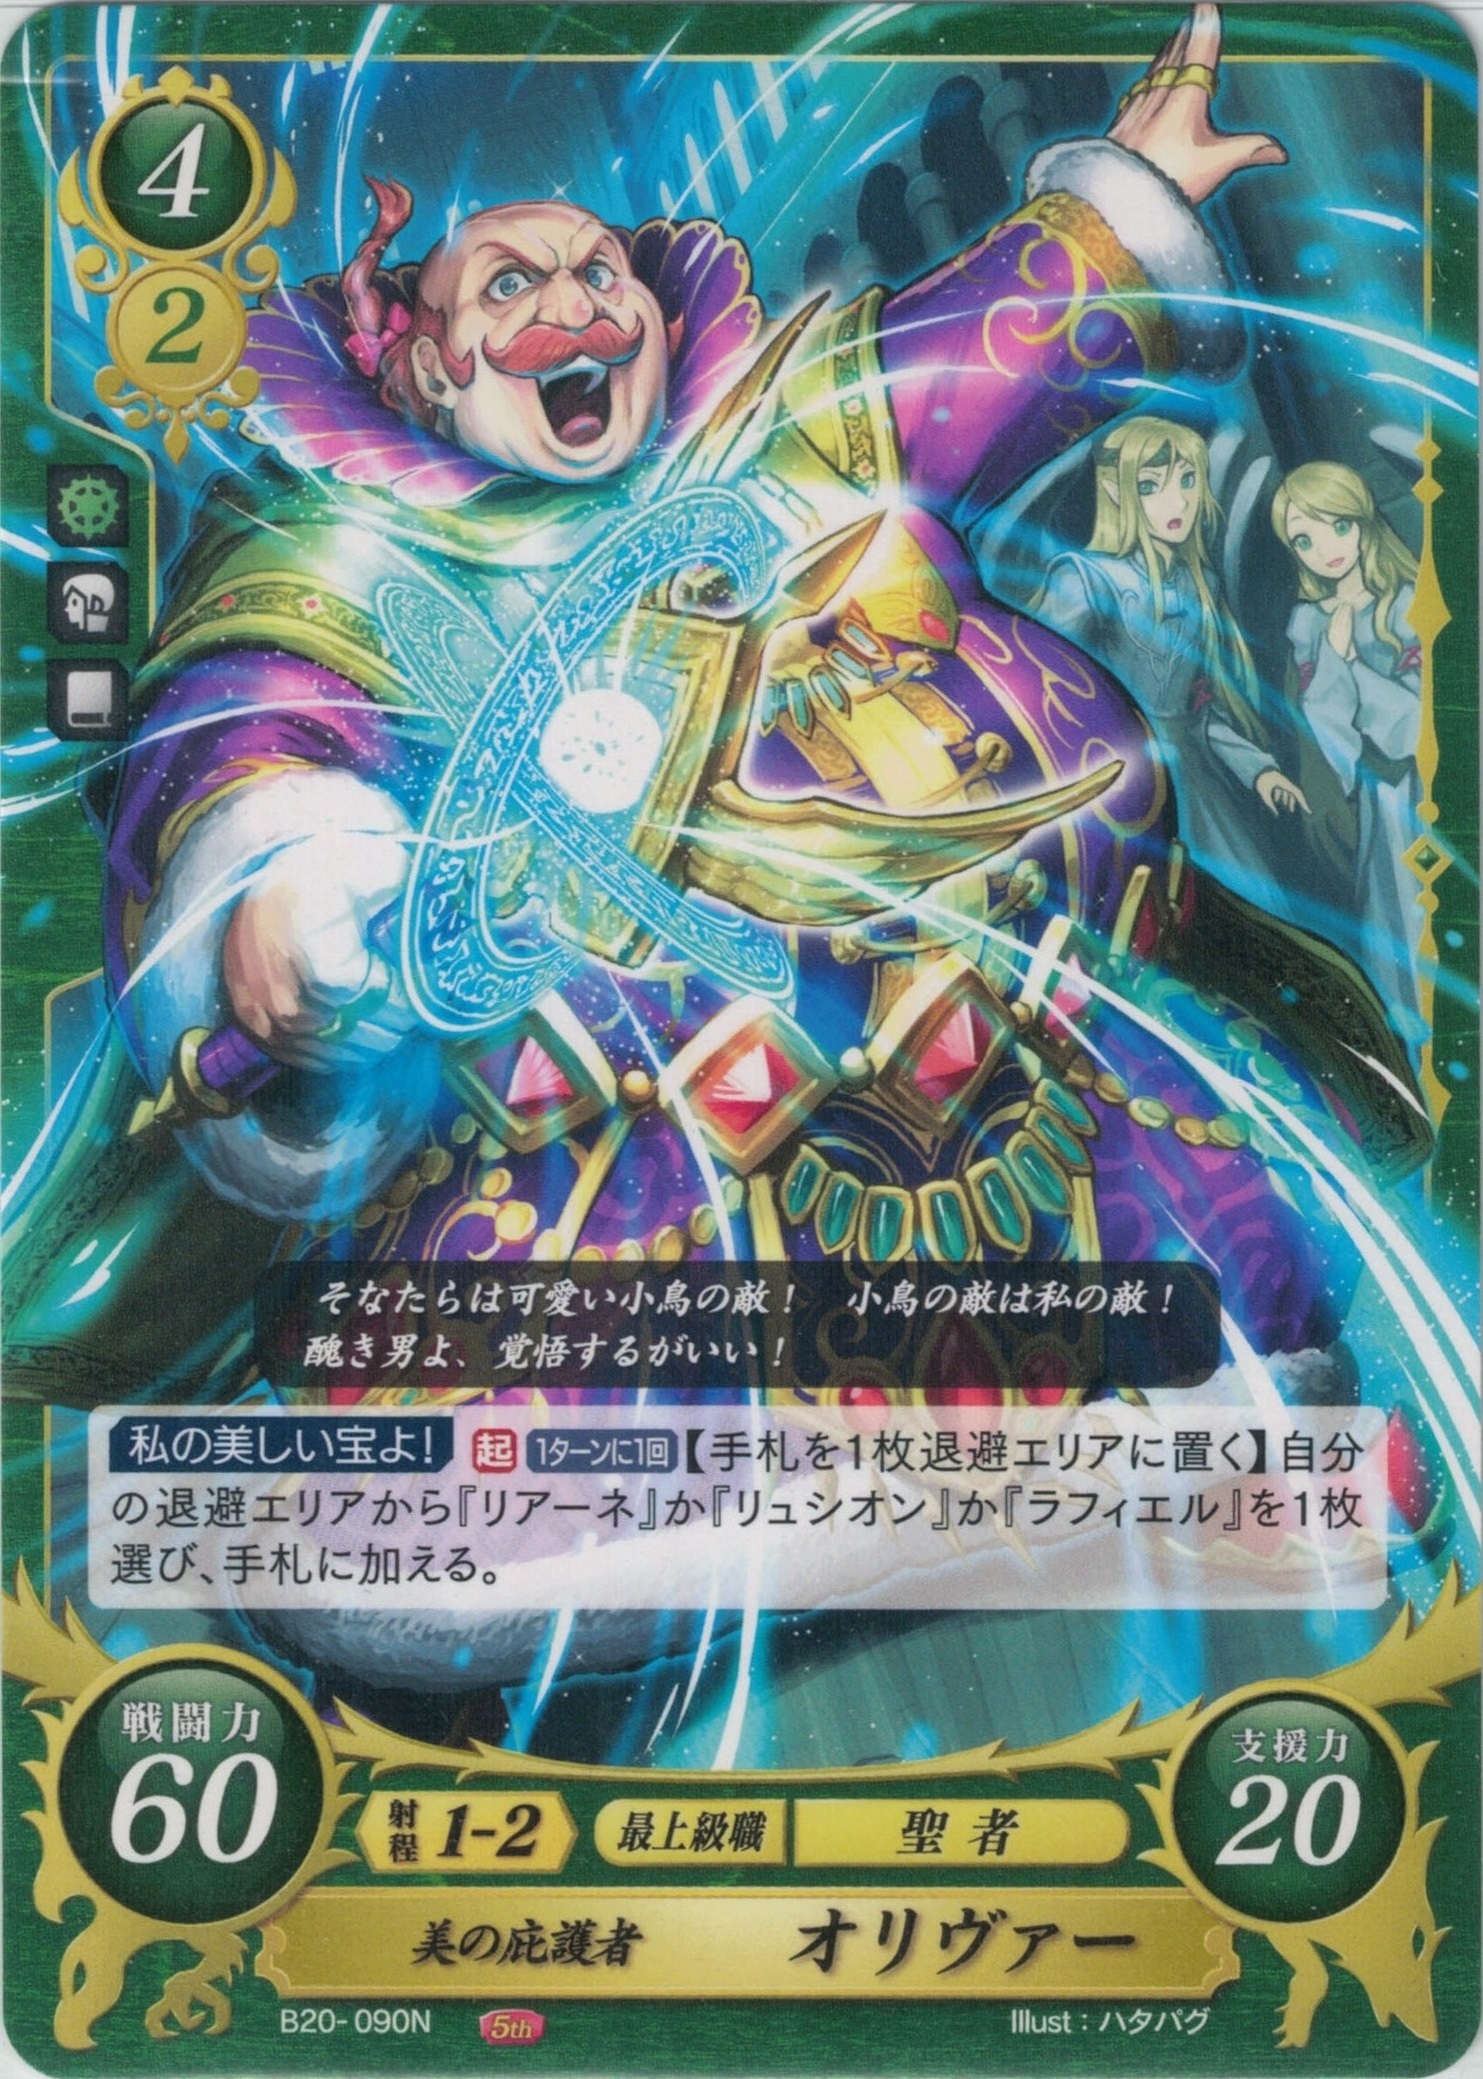 4
2
そなたらは可愛い小鳥の敵！　小鳥の敵は私の敵！
醜き男よ、覚悟するがいい！
私の美しい宝よ！ 起 1ターンに1回【手札を1枚退避エリアに置く】自分
の退避エリアから『リアーネ』か『リュシオン』か『ラフィエル』を1枚
選び、手札に加える。
戦闘力
60
射程 1-2 最上級職 聖者
支援力
20
美の庇護者 オリヴァー
B20-090N 5th Illust：ハタパグ